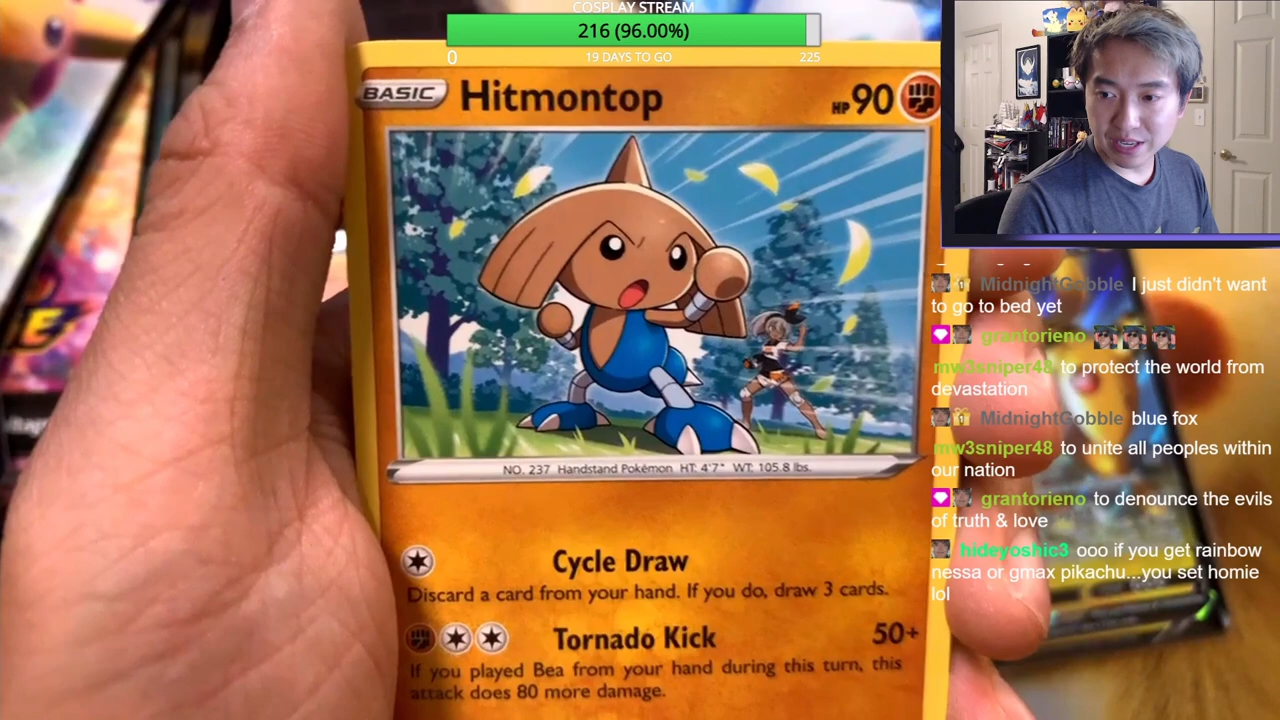 COSPLAY STREAM
216 (96.00%)
0 19 DAYS TO GO 225
BASIC Hitmontop HP 90
NO. 237 Handstand Pokémon HT: 4'7" WT: 105.8 lbs.
Cycle Draw
Discard a card from your hand. If you do, draw 3 cards.
Tornado Kick 50+
If you played Bea from your hand during this turn, this
attack does 80 more damage.
MidnightGobble I just didn't want
to go to bed yet
grantorieno
mw3sniper48 to protect the world from
devastation
MidnightGobble blue fox
mw3sniper48 to unite all peoples within
our nation
grantorieno to denounce the evils
of truth & love
hideyoshic3 ooo if you get rainbow
nessa or gmax pikachu...you set homie
lol